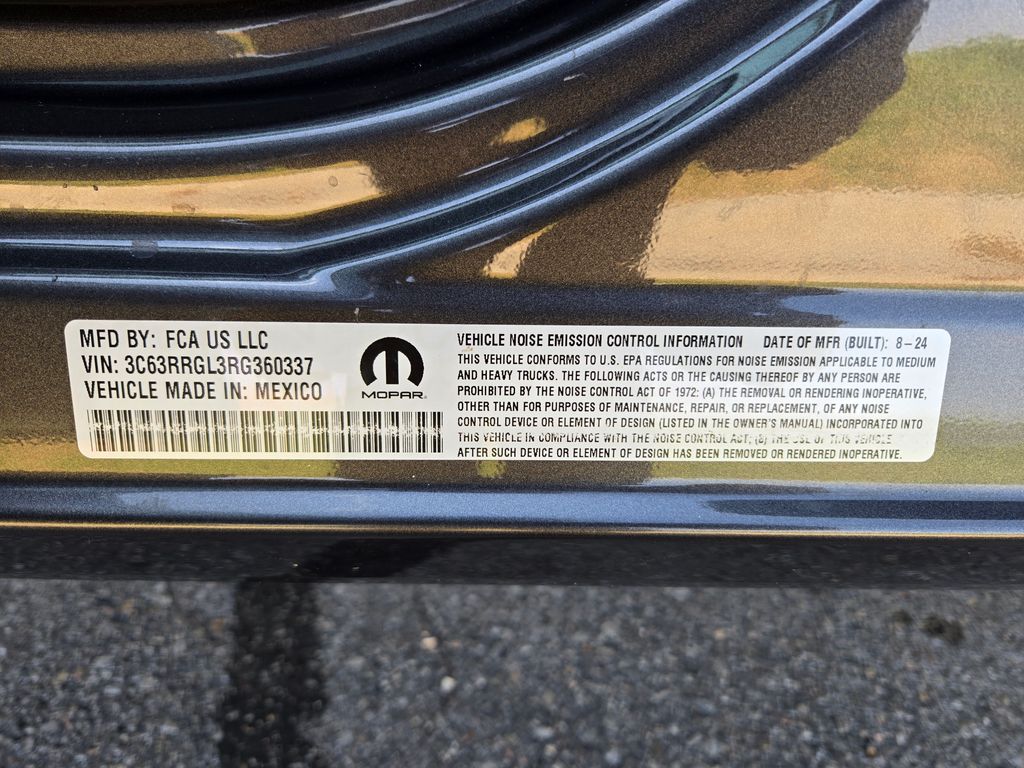 MFD BY: FCA US LLC
VIN: 3C63RRGL3RG360337
VEHICLE MADE IN: MEXICO
MOPAR®
VEHICLE NOISE EMISSION CONTROL INFORMATION DATE OF MFR (BUILT): 8-24
THIS VEHICLE CONFORMS TO U.S. EPA REGULATIONS FOR NOISE EMISSION APPLICABLE TO MEDIUM
AND HEAVY TRUCKS. THE FOLLOWING ACTS OR THE CAUSING THEREOF BY ANY PERSON ARE
PROHIBITED BY THE NOISE CONTROL ACT OF 1972: (A) THE REMOVAL OR RENDERING INOPERATIVE,
OTHER THAN FOR PURPOSES OF MAINTENANCE, REPAIR, OR REPLACEMENT, OF ANY NOISE
CONTROL DEVICE OR ELEMENT OF DESIGN (LISTED IN THE OWNER'S MANUAL) INCORPORATED INTO
THIS VEHICLE IN COMPLIANCE WITH THE NOISE CONTROL ACT; (B) THE USE OF THIS VEHICLE
AFTER SUCH DEVICE OR ELEMENT OF DESIGN HAS BEEN REMOVED OR RENDERED INOPERATIVE.